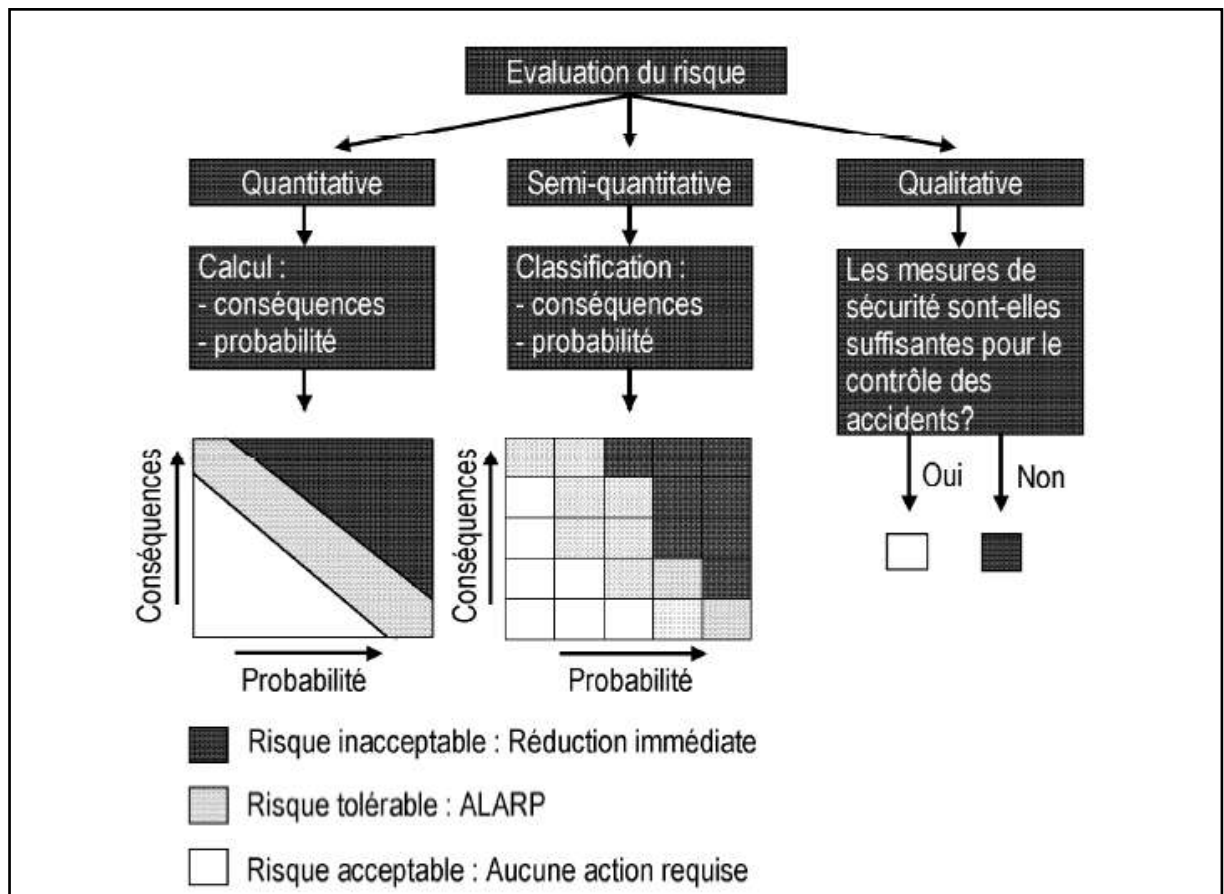 Evaluation du risque
Quantitative
Semi-quantitative
Qualitative
Calcul :
- conséquences
- probabilité
Classification :
- conséquences
- probabilité
Les mesures de
sécurité sont-elles
suffisantes pour le
contrôle des
accidents?
Oui
Non
Conséquences
Probabilité
Conséquences
Probabilité
Risque inacceptable : Réduction immédiate
Risque tolérable : ALARP
Risque acceptable : Aucune action requise